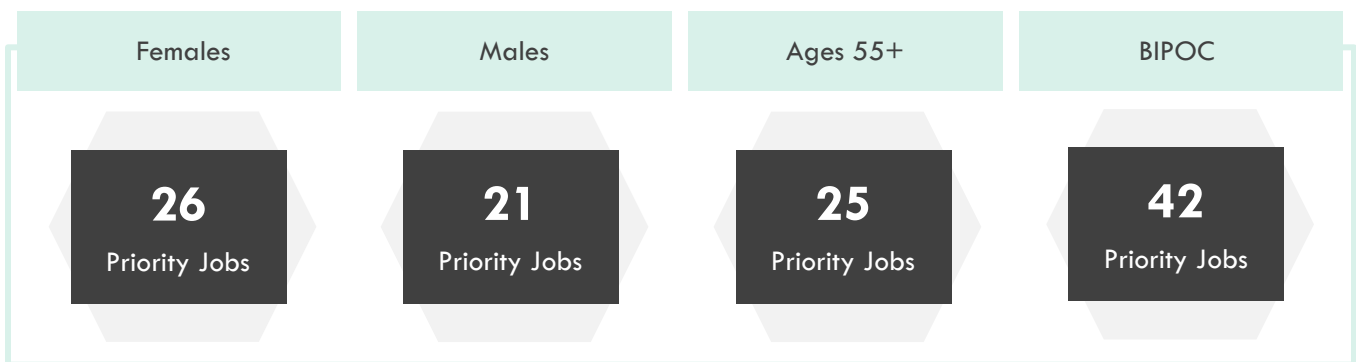 Females
Males
Ages 55+
BIPOC
26
Priority Jobs
21
Priority Jobs
25
Priority Jobs
42
Priority Jobs